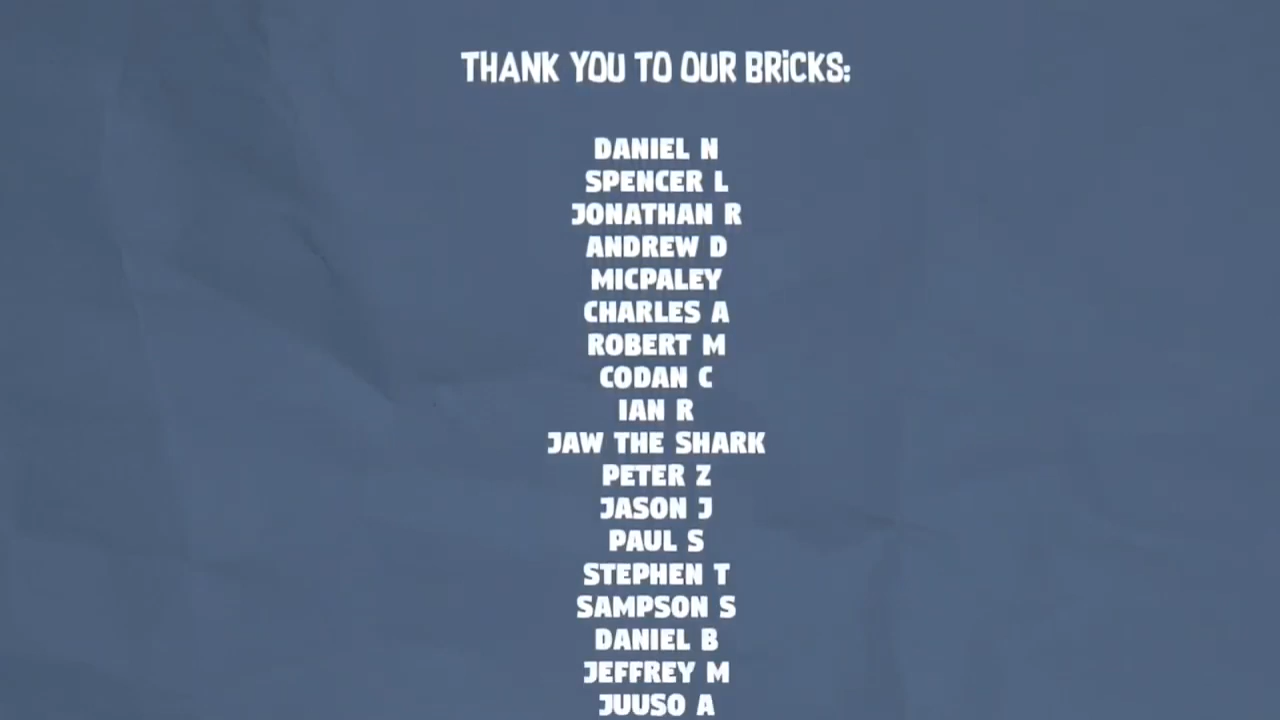 THANK YOU TO OUR BRiCKS:
DANIEL N
SPENCER L
JONATHAN R
ANDREW D
MICPALEY
CHARLES A
ROBERT M
CODAN C
IAN R
JAW THE SHARK
PETER Z
JASON J
PAUL S
STEPHEN T
SAMPSON S
DANIEL B
JEFFREY M
JUUSO A